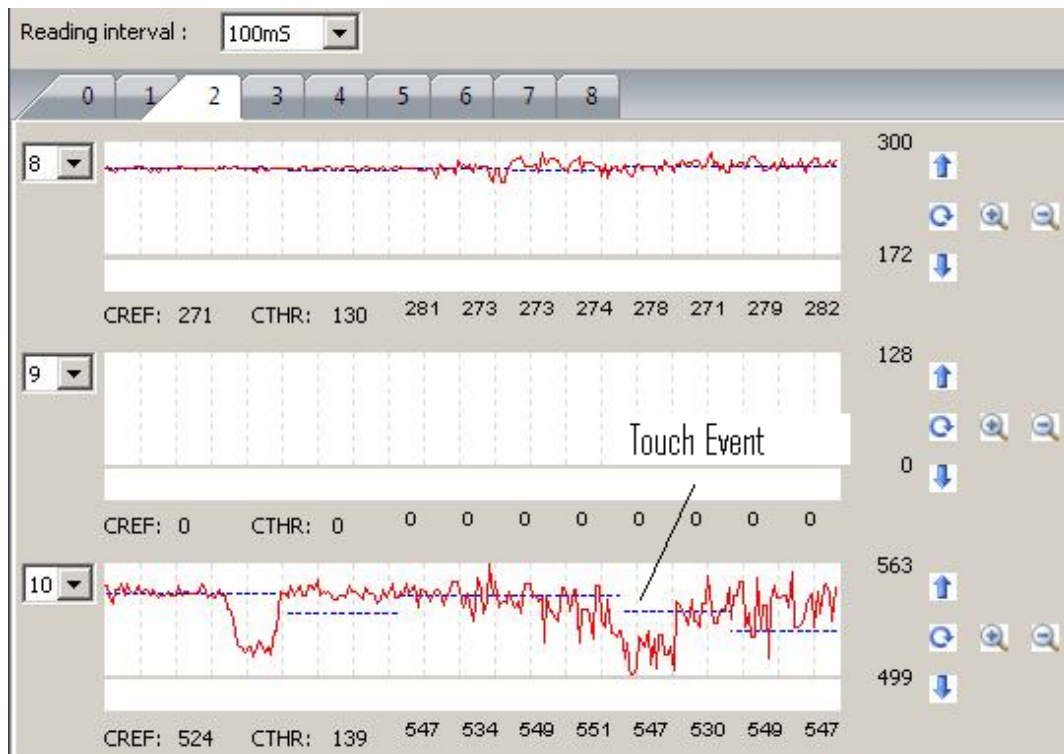 Reading interval : 100mS
0 1 2 3 4 5 6 7 8
8
300
172
CREF: 271 CTHR: 130 281 273 273 274 278 271 279 282
9
128
Touch Event
0
CREF: 0 CTHR: 0 0 0 0 0 0 0 0 0
10
563
499
CREF: 524 CTHR: 139 547 534 549 551 547 530 549 547